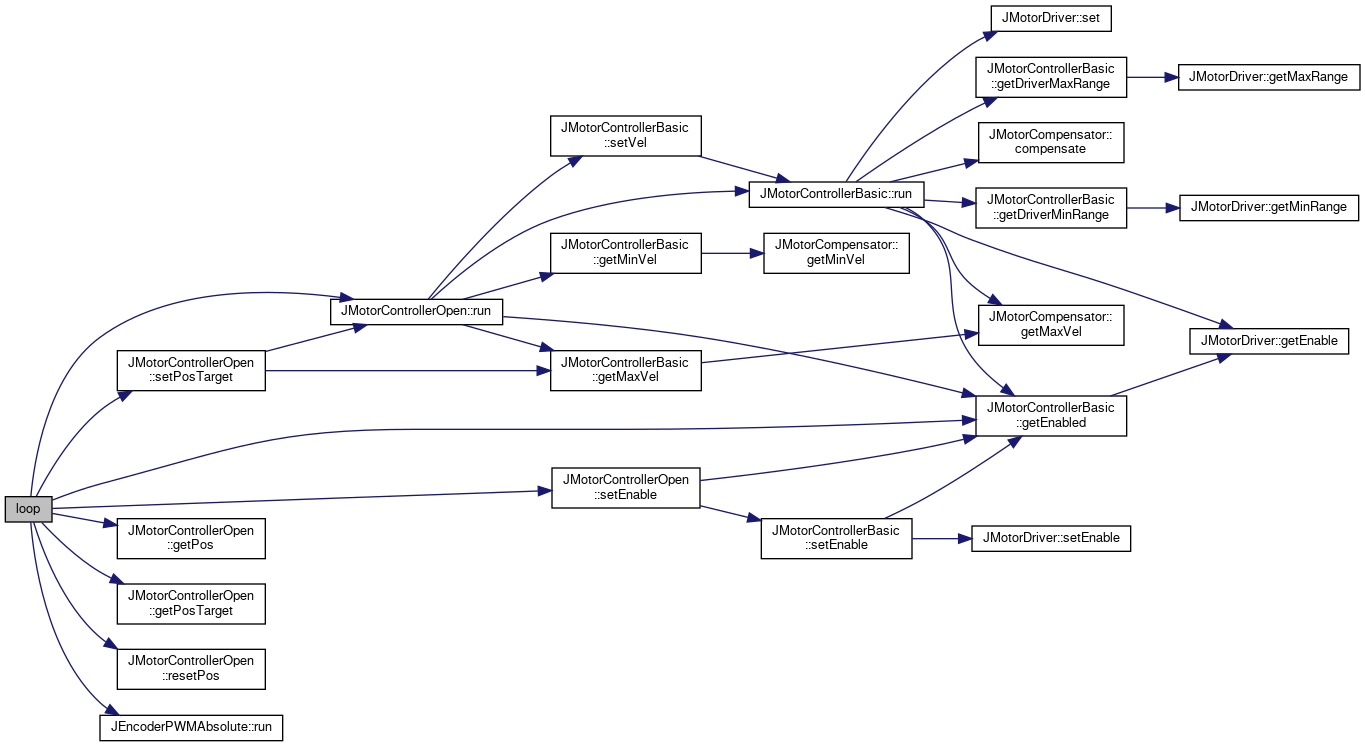 JMotorDriver::set
JMotorControllerBasic
::getDriverMaxRange
JMotorDriver::getMaxRange
JMotorControllerBasic
::setVel
JMotorCompensator::
compensate
JMotorControllerBasic::run
JMotorControllerBasic
::getDriverMinRange
JMotorDriver::getMinRange
JMotorControllerBasic
::getMinVel
JMotorCompensator::
getMinVel
JMotorControllerOpen::run
JMotorCompensator::
getMaxVel
JMotorDriver::getEnable
JMotorControllerOpen
::setPosTarget
JMotorControllerBasic
::getMaxVel
JMotorControllerBasic
::getEnabled
JMotorControllerOpen
::setEnable
loop
JMotorControllerOpen
::getPos
JMotorControllerBasic
::setEnable
JMotorDriver::setEnable
JMotorControllerOpen
::getPosTarget
JMotorControllerOpen
::resetPos
JEncoderPWMAbsolute::run